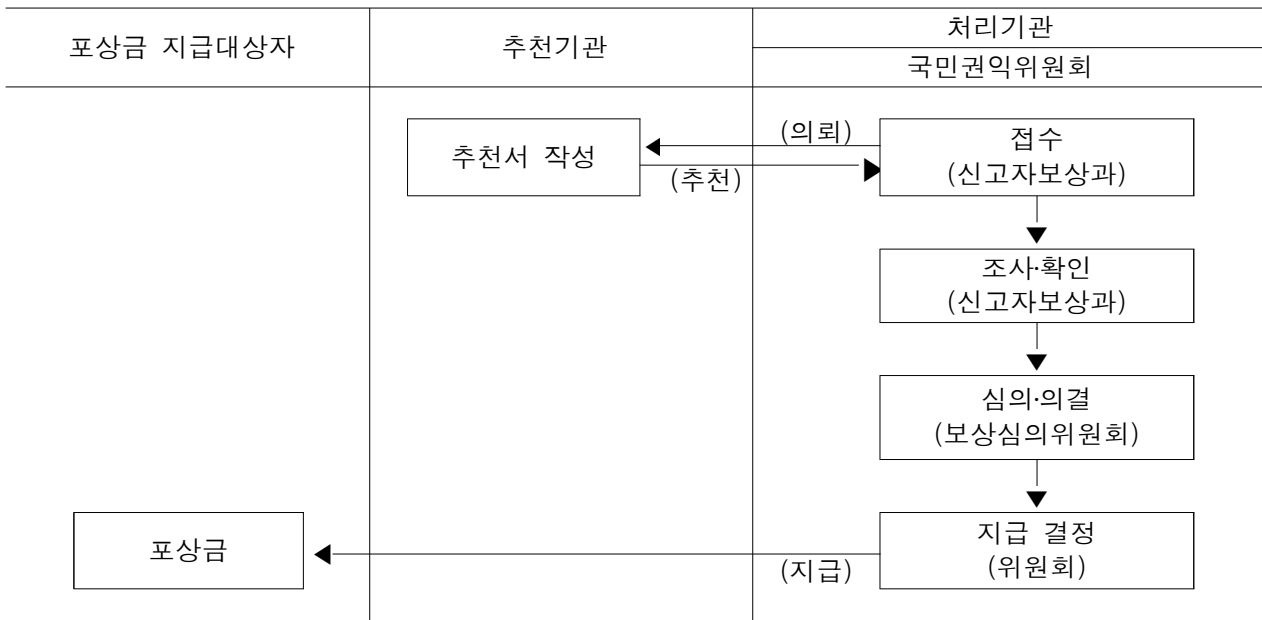 포상금 지급대상자
추천기관
처리기관
국민권익위원회
추천서 작성
(의뢰)
(추천)
접수
(신고자보상과)
조사·확인
(신고자보상과)
심의·의결
(보상심의위원회)
포상금
(지급)
지급 결정
(위원회)